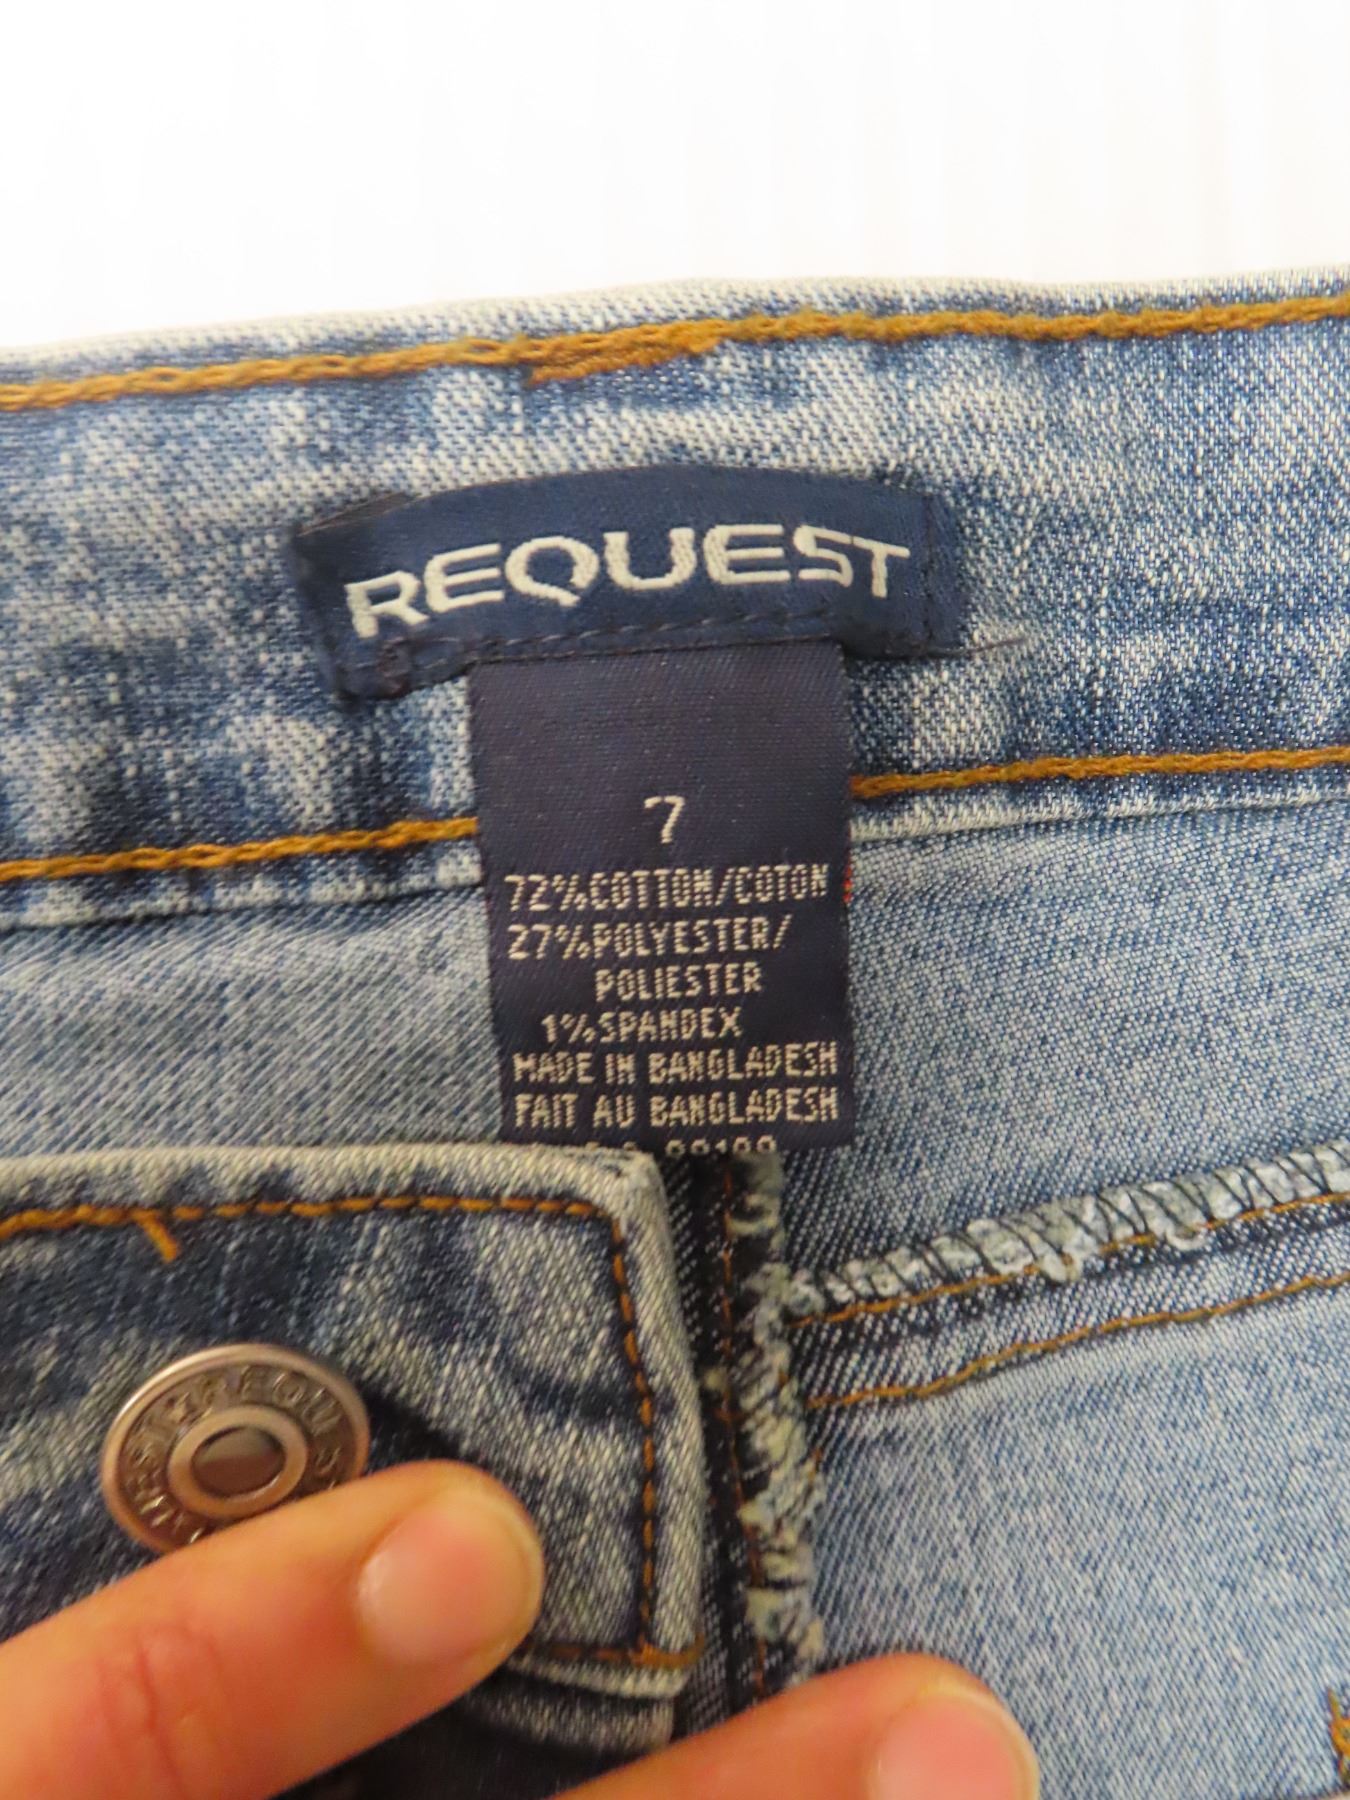 REQUEST
7
72%COTTON/COTON
27%POLYESTER/
POLIESTER
1%SPANDEX
MADE IN BANGLADESH
FAIT AU BANGLADESH